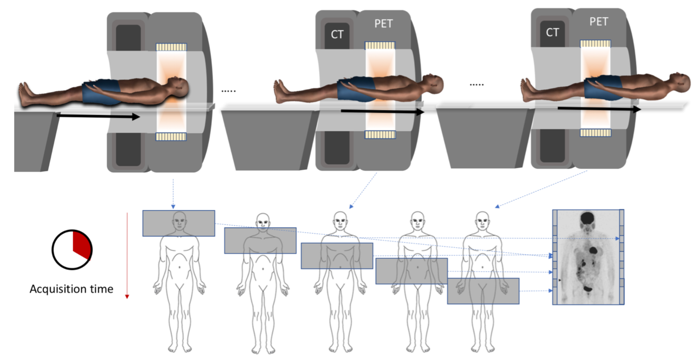 CT
PET
CT
PET
.....
.....
Acquisition time